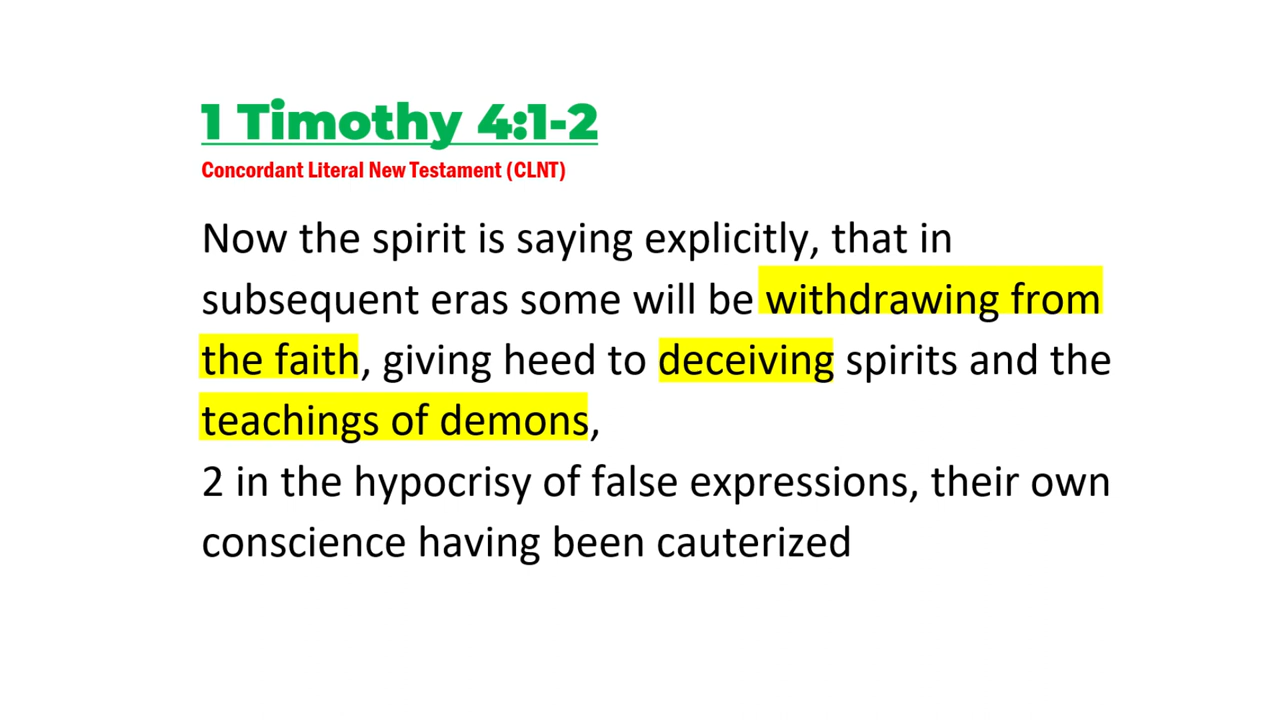 1 Timothy 4:1-2
Concordant Literal New Testament (CLNT)
Now the spirit is saying explicitly, that in
subsequent eras some will be withdrawing from
the faith, giving heed to deceiving spirits and the
teachings of demons,
2 in the hypocrisy of false expressions, their own
conscience having been cauterized